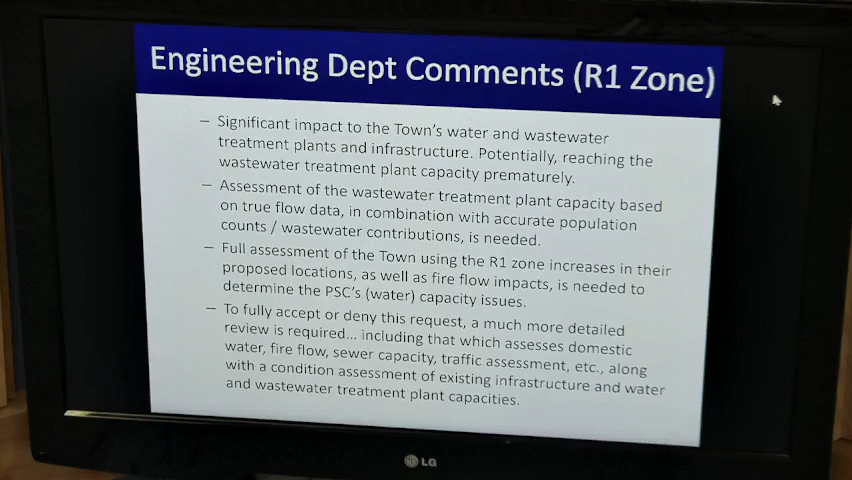 Engineering Dept Comments (R1 Zone)
– Significant impact to the Town's water and wastewater
treatment plants and infrastructure. Potentially, reaching the
wastewater treatment plant capacity prematurely.
– Assessment of the wastewater treatment plant capacity based
on true flow data, in combination with accurate population
counts / wastewater contributions, is needed.
– Full assessment of the Town using the R1 zone increases in their
proposed locations, as well as fire flow impacts, is needed to
determine the PSC's (water) capacity issues.
– To fully accept or deny this request, a much more detailed
review is required... including that which assesses domestic
water, fire flow, sewer capacity, traffic assessment, etc., along
with a condition assessment of existing infrastructure and water
and wastewater treatment plant capacities.
LG